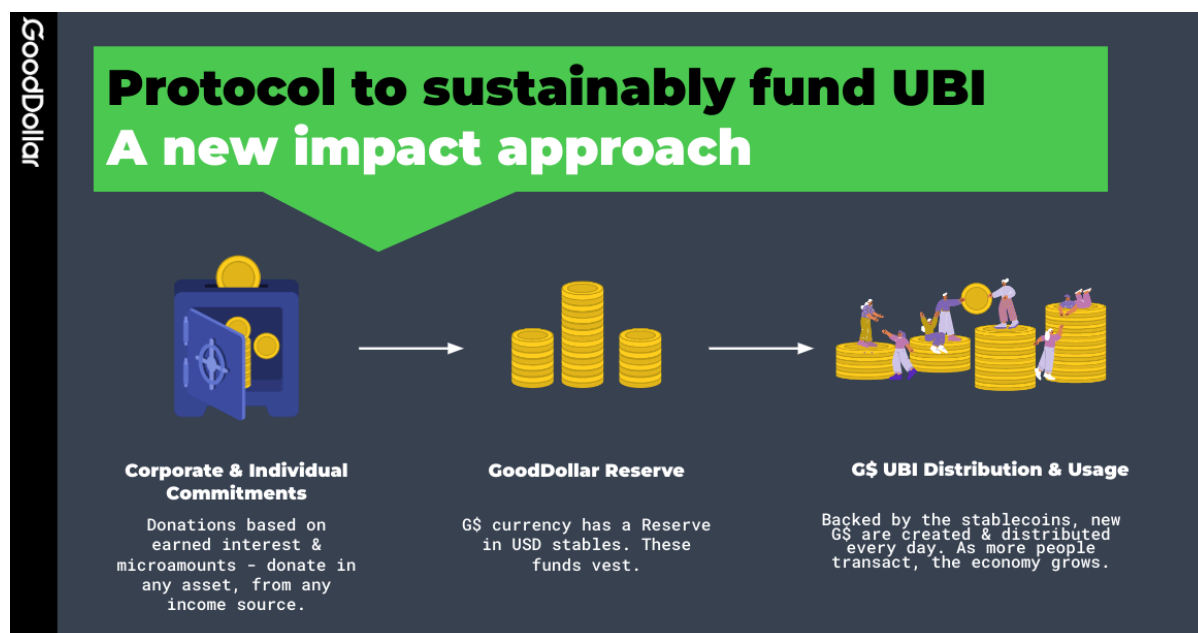 GoodDollar
Protocol to sustainably fund UBI
A new impact approach
Corporate & Individual
Commitments
Donations based on
earned interest &
microamounts - donate in
any asset, from any
income source.
GoodDollar Reserve
G$ currency has a Reserve
in USD stables. These
funds vest.
G$ UBI Distribution & Usage
Backed by the stablecoins, new
G$ are created & distributed
every day. As more people
transact, the economy grows.